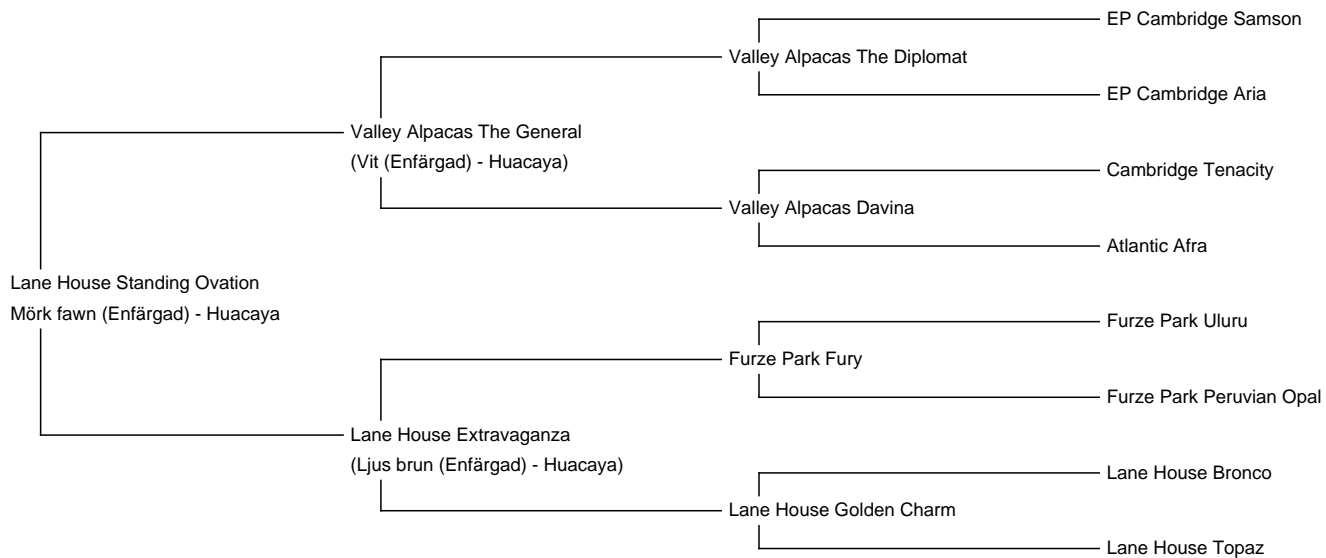 EP Cambridge Samson
Valley Alpacas The Diplomat
EP Cambridge Aria
Valley Alpacas The General
(Vit (Enfärgad) - Huacaya)
Cambridge Tenacity
Valley Alpacas Davina
Atlantic Afra
Lane House Standing Ovation
Mörk fawn (Enfärgad) - Huacaya
Furze Park Uluru
Furze Park Fury
Furze Park Peruvian Opal
Lane House Extravaganza
(Ljus brun (Enfärgad) - Huacaya)
Lane House Bronco
Lane House Golden Charm
Lane House Topaz